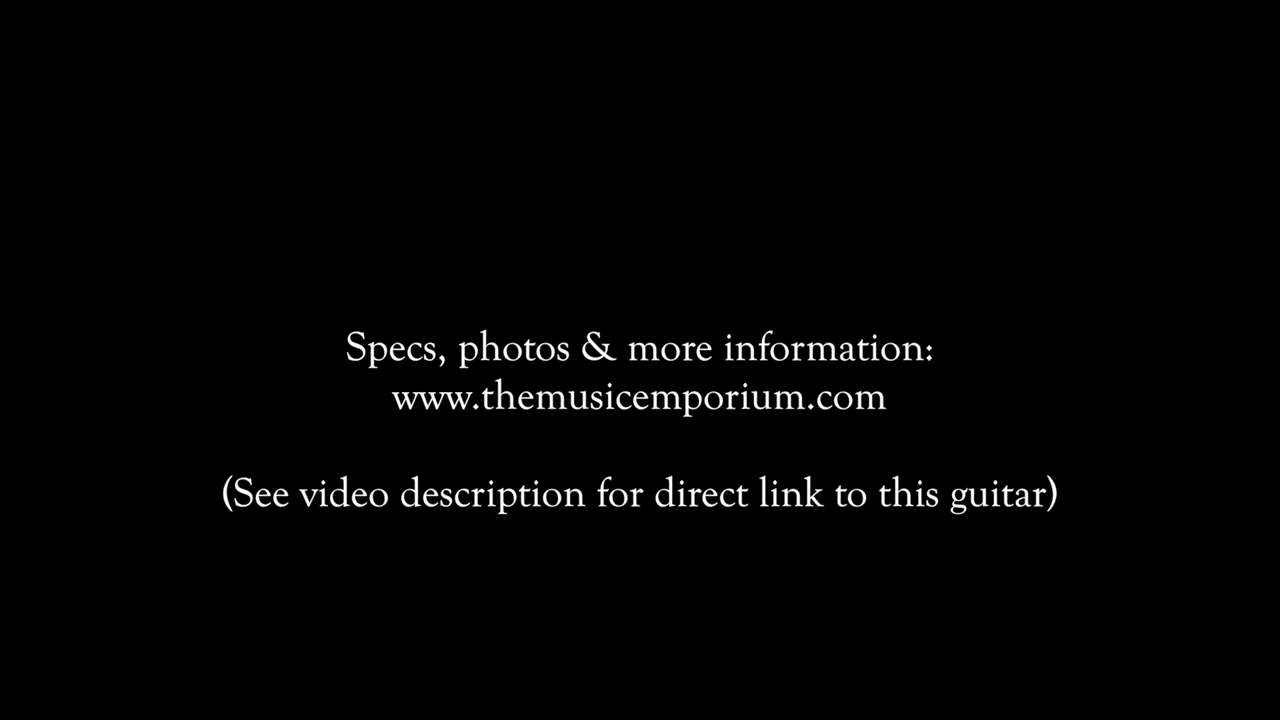 Specs, photos & more information:
www.themusicemporium.com
(See video description for direct link to this guitar)